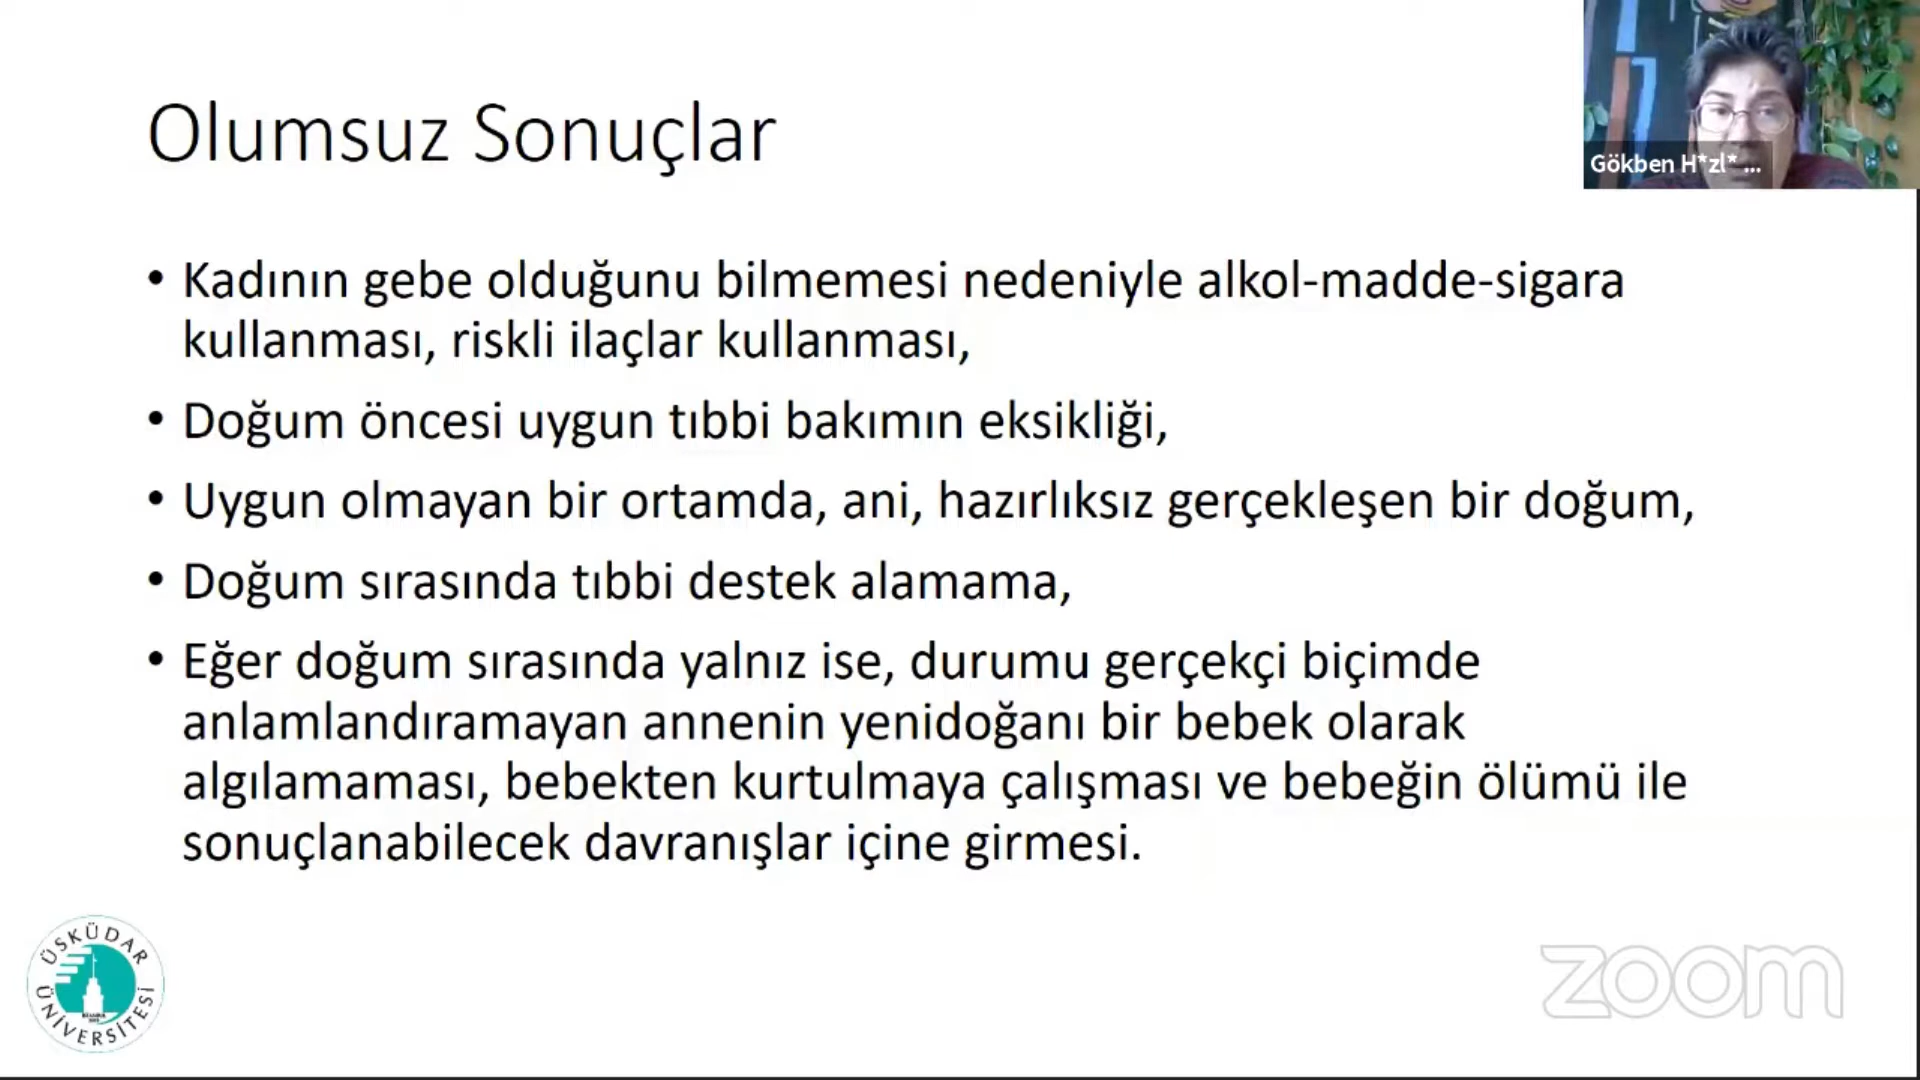 Olumsuz Sonuçlar
Gökben H*zl* ...
• Kadının gebe olduğunu bilmemesi nedeniyle alkol-madde-sigara
kullanması, riskli ilaçlar kullanması,
• Doğum öncesi uygun tıbbi bakımın eksikliği,
• Uygun olmayan bir ortamda, ani, hazırlıksız gerçekleşen bir doğum,
• Doğum sırasında tıbbi destek alamama,
• Eğer doğum sırasında yalnız ise, durumu gerçekçi biçimde
anlamlandıramayan annenin yenidoğanı bir bebek olarak
algılamaması, bebekten kurtulmaya çalışması ve bebeğin ölümü ile
sonuçlanabilecek davranışlar içine girmesi.
ÜSKÜDAR
ÜNİVERSİTESİ
zoom